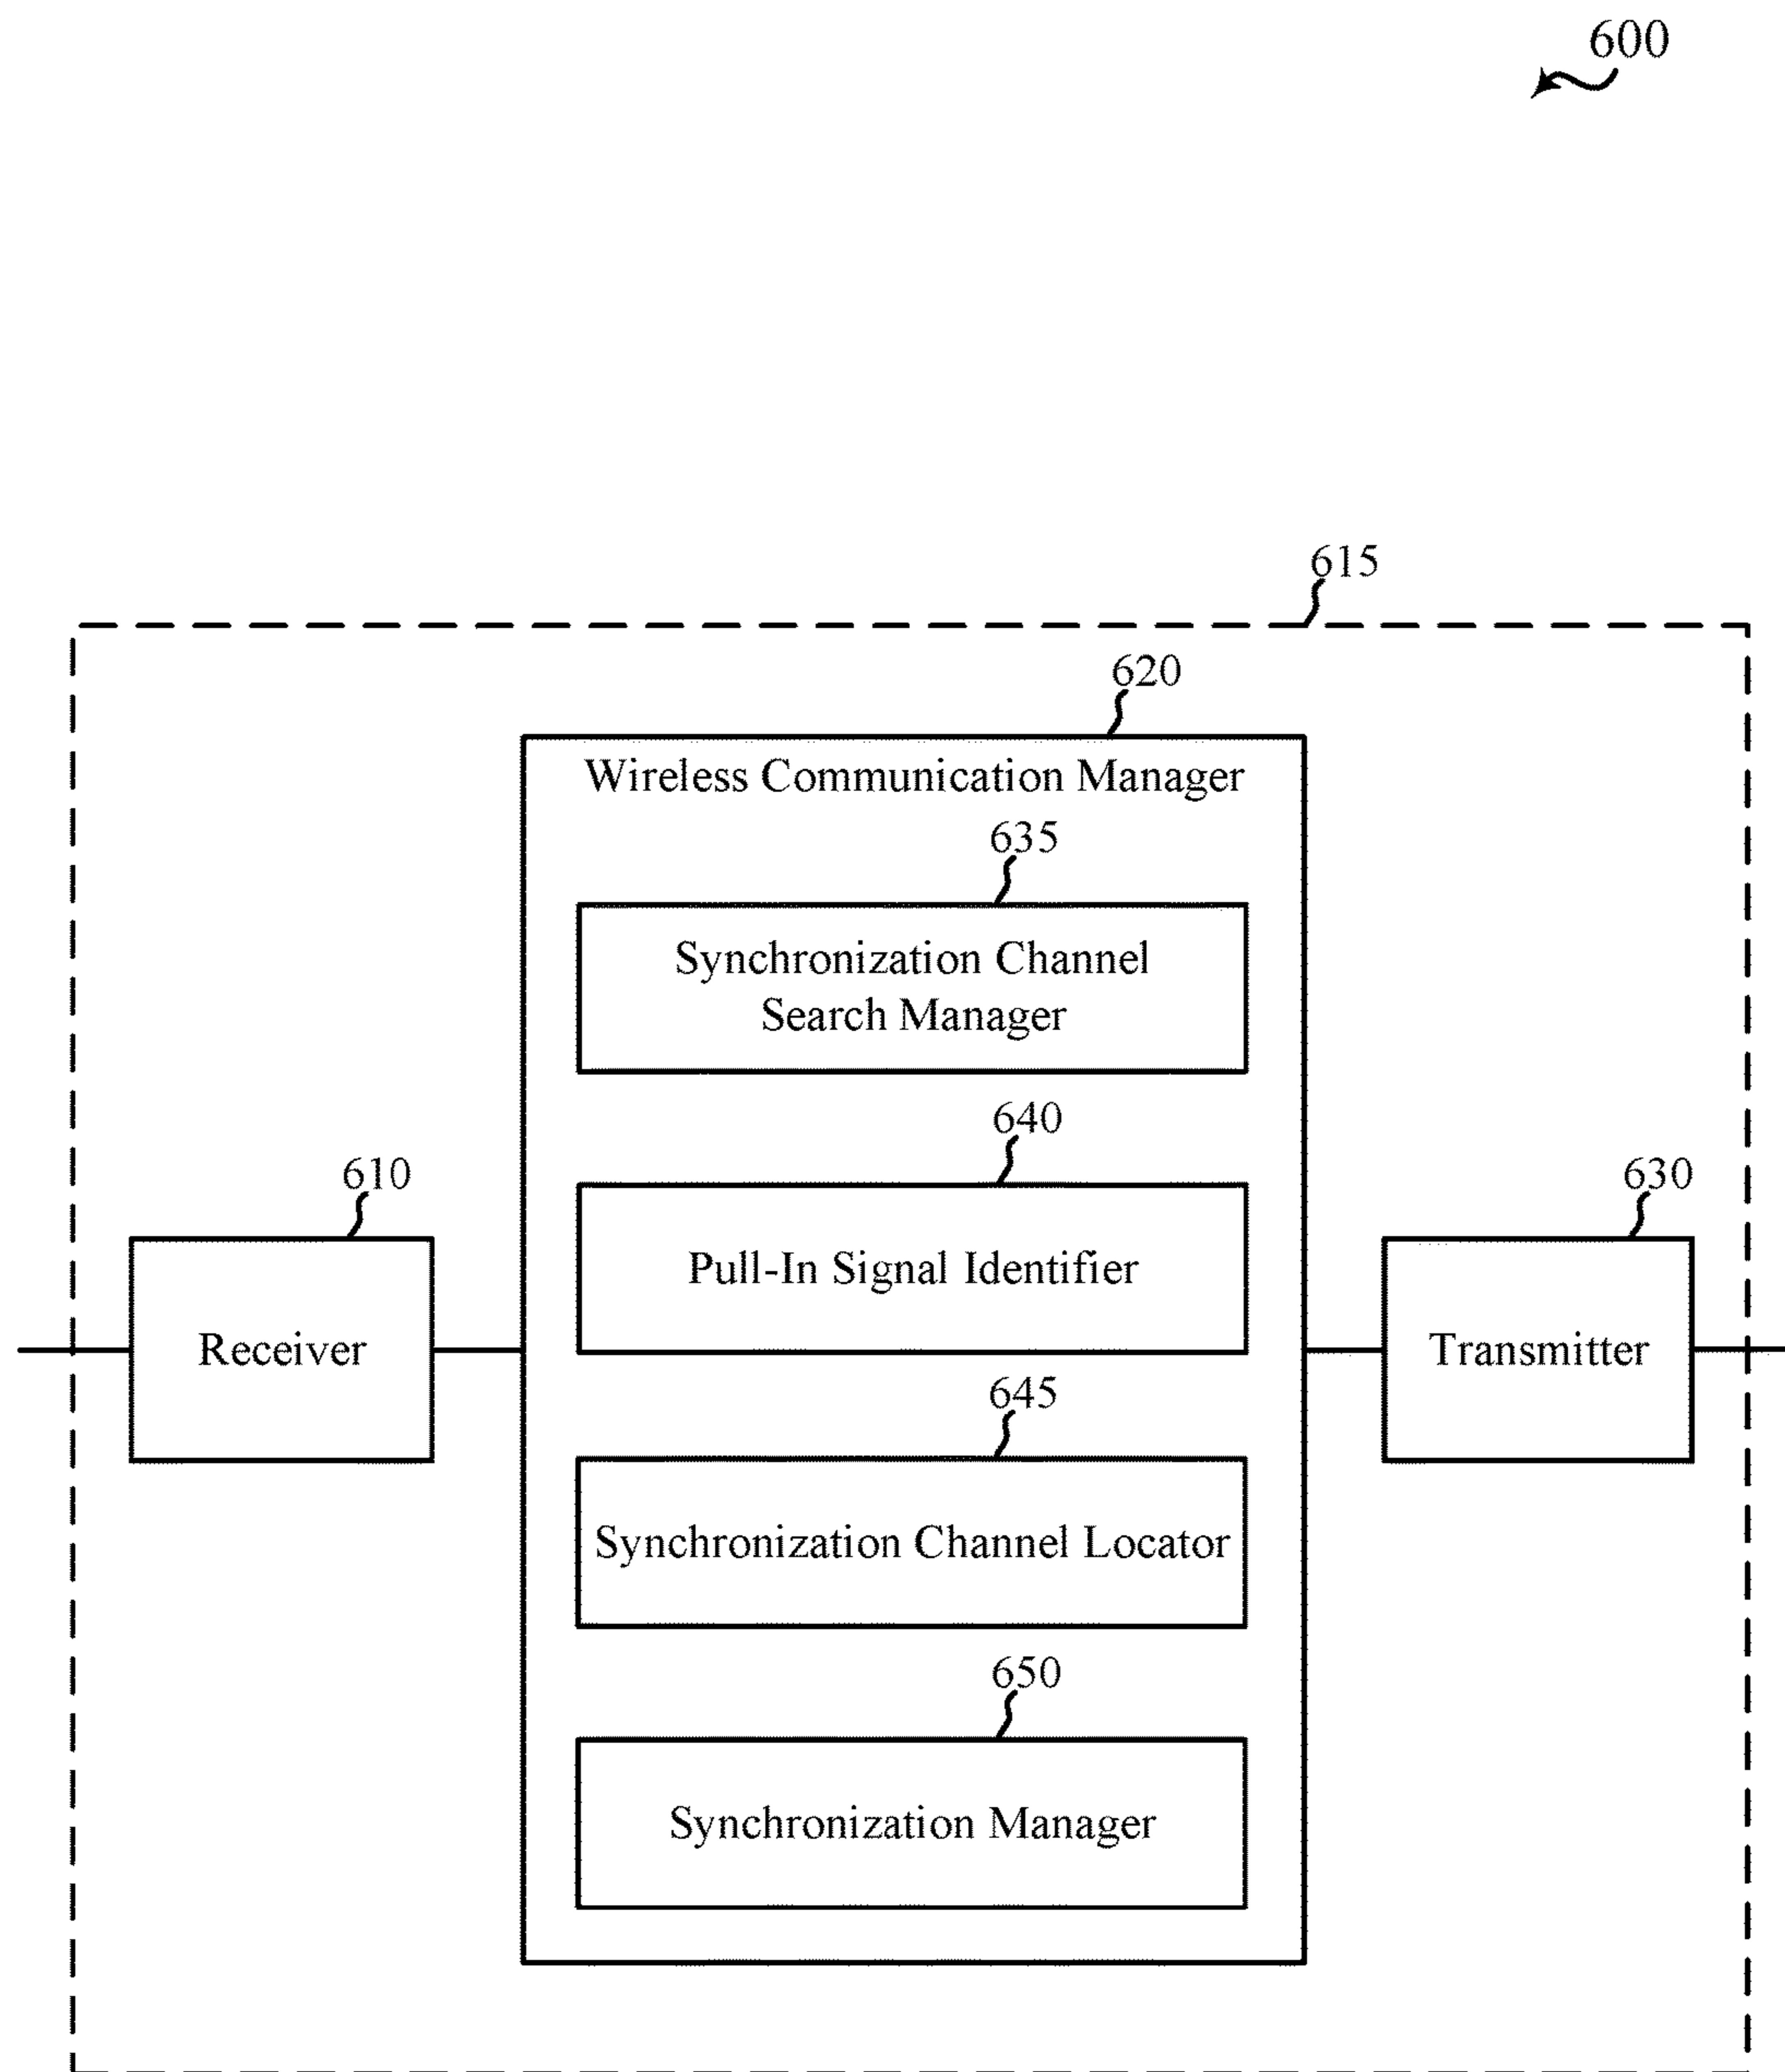 600
615
620
Wireless Communication Manager
635
Synchronization Channel
Search Manager
640
Pull-In Signal Identifier
610
Receiver
630
Transmitter
645
Synchronization Channel Locator
650
Synchronization Manager